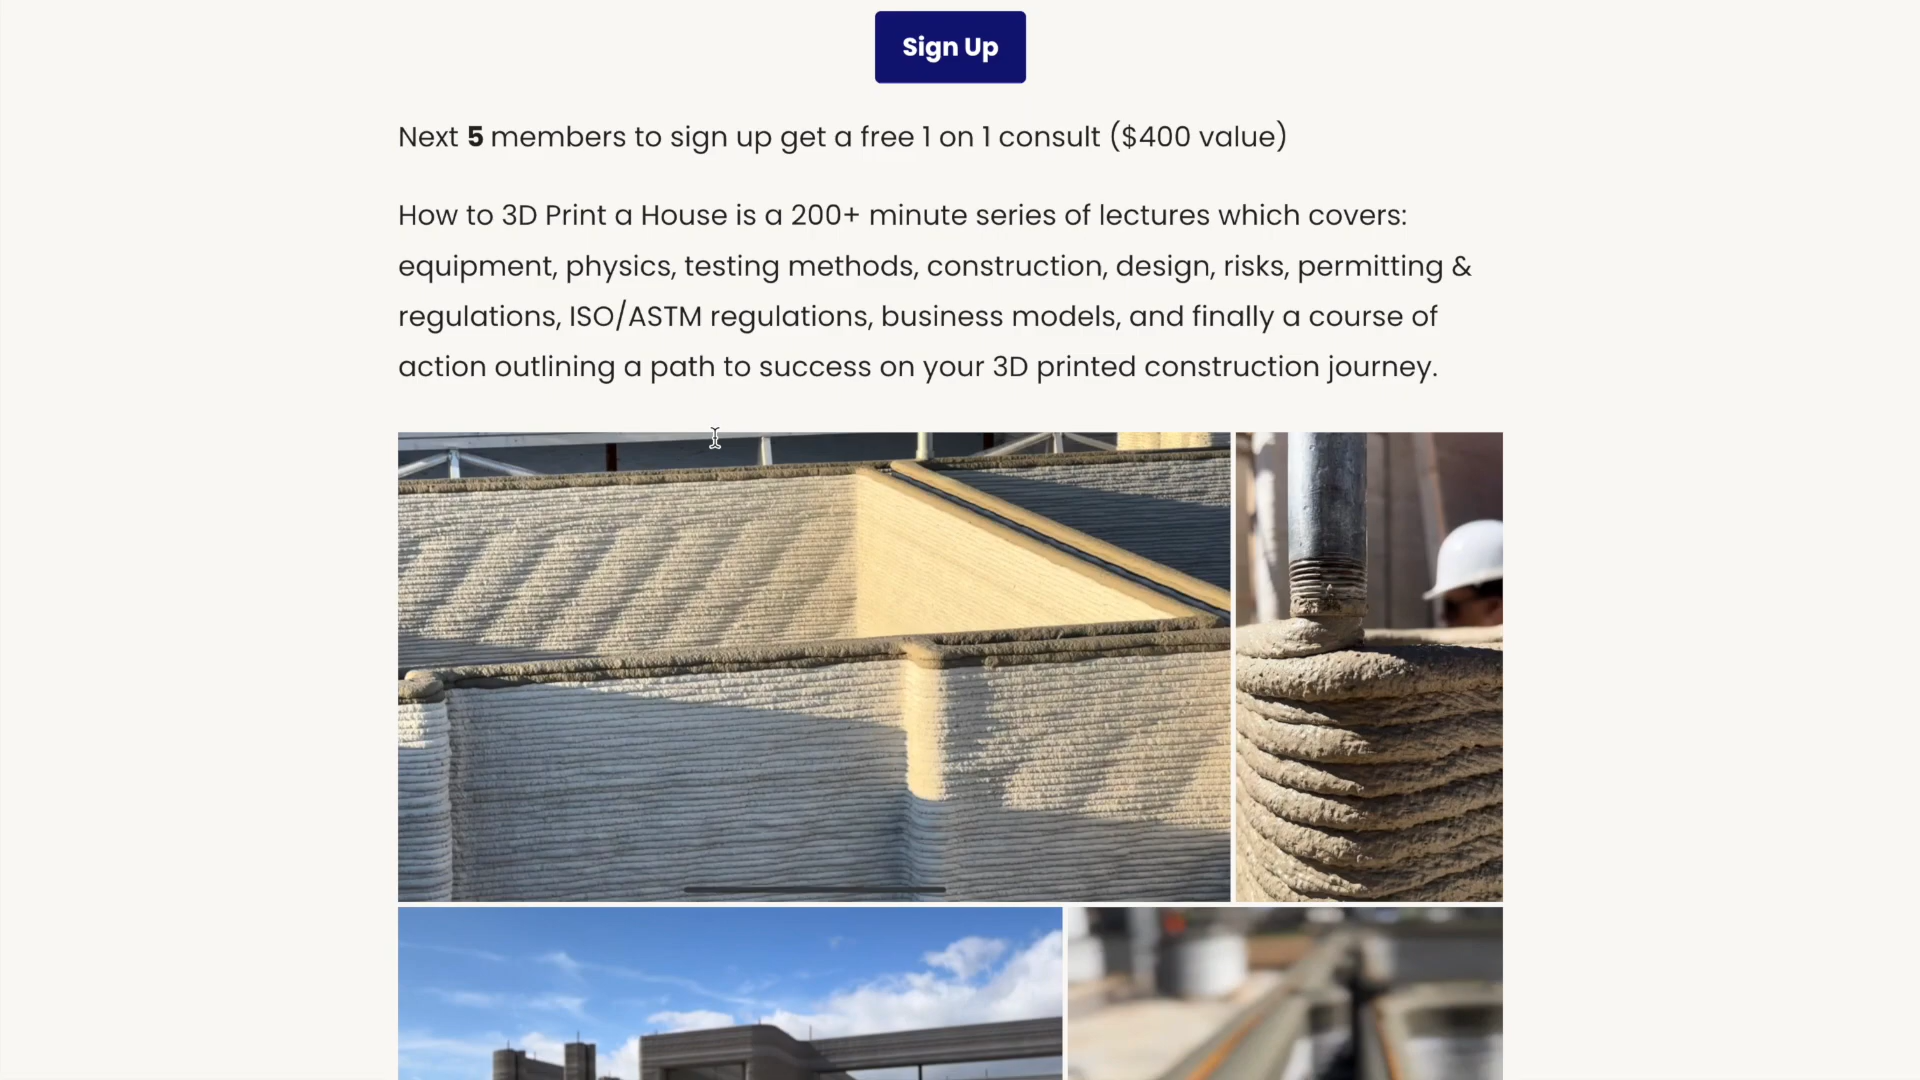 Sign Up
Next 5 members to sign up get a free 1 on 1 consult ($400 value)
How to 3D Print a House is a 200+ minute series of lectures which covers:
equipment, physics, testing methods, construction, design, risks, permitting &
regulations, ISO/ASTM regulations, business models, and finally a course of
action outlining a path to success on your 3D printed construction journey.